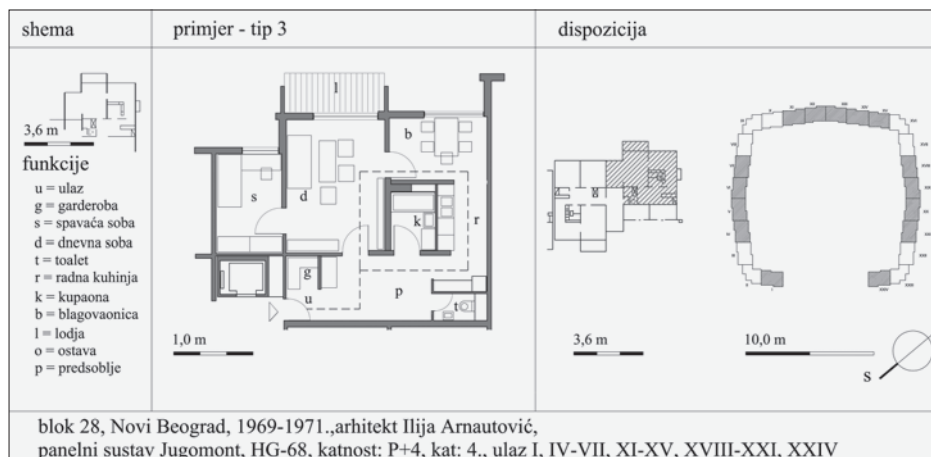 shema
primjer - tip 3
dispozicija
3,6 m
funkcije
u = ulaz
g = garderoba
s = spavaća soba
d = dnevna soba
t = toalet
r = radna kuhinja
k = kupaona
b = blagovaonica
l = lodja
o = ostava
p = predsoblje
l
b
s
d
k
r
g
u
p
t
1,0 m
3,6 m
10,0 m
S
blok 28, Novi Beograd, 1969-1971.,arhitekt Ilija Arnautović,
panelni sustav Jugomont, HG-68, katnost: P+4, kat: 4., ulaz I, IV-VII, XI-XV, XVIII-XXI, XXIV